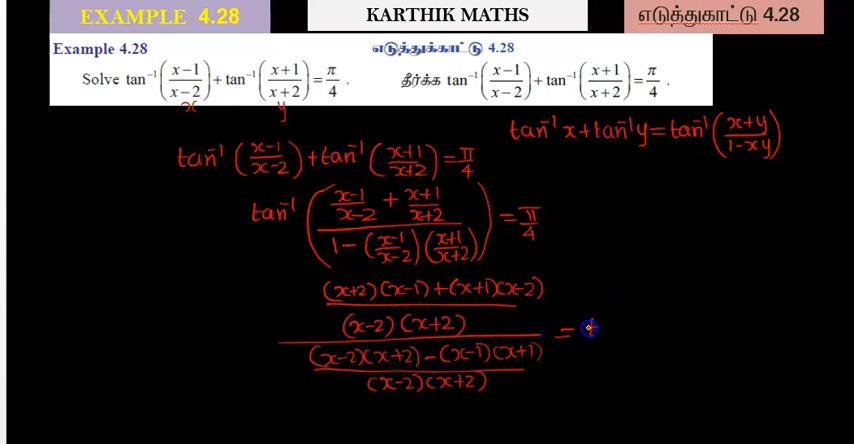 EXAMPLE 4.28
KARTHIK MATHS
எடுத்துகாட்டு 4.28
Example 4.28
எடுத்துக்காட்டு 4.28
Solve tan⁻¹((x−1)/(x−2)) + tan⁻¹((x+1)/(x+2)) = π/4 .
தீர்க்க tan⁻¹((x−1)/(x−2)) + tan⁻¹((x+1)/(x+2)) = π/4 .
x y
tan⁻¹x + tan⁻¹y = tan⁻¹((x+y)/(1−xy))
tan⁻¹((x−1)/(x−2)) + tan⁻¹((x+1)/(x+2)) = π/4
tan⁻¹(((x−1)/(x−2) + (x+1)/(x+2))/(1−((x−1)/(x−2))((x+1)/(x+2)))) = π/4
(x+2)(x−1)+(x+1)(x−2)
(x−2)(x+2)
=
(x−2)(x+2)−(x−1)(x+1)
(x−2)(x+2)